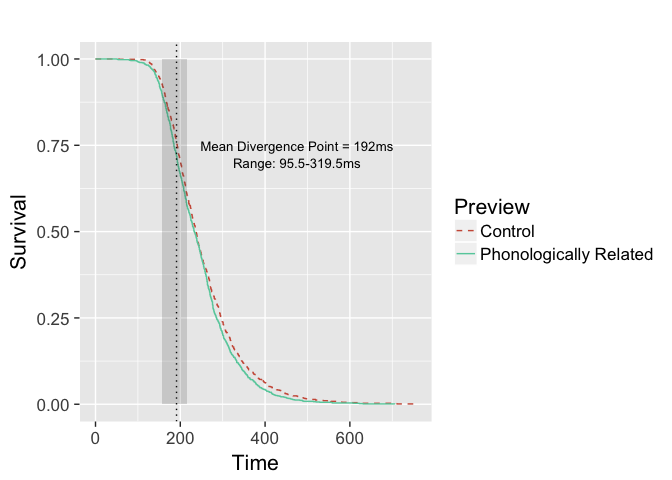 1.00
0.75
0.50
0.25
0.00
Survival
0
200
400
600
Time
Mean Divergence Point = 192ms
Range: 95.5-319.5ms
Preview
Control
Phonologically Related